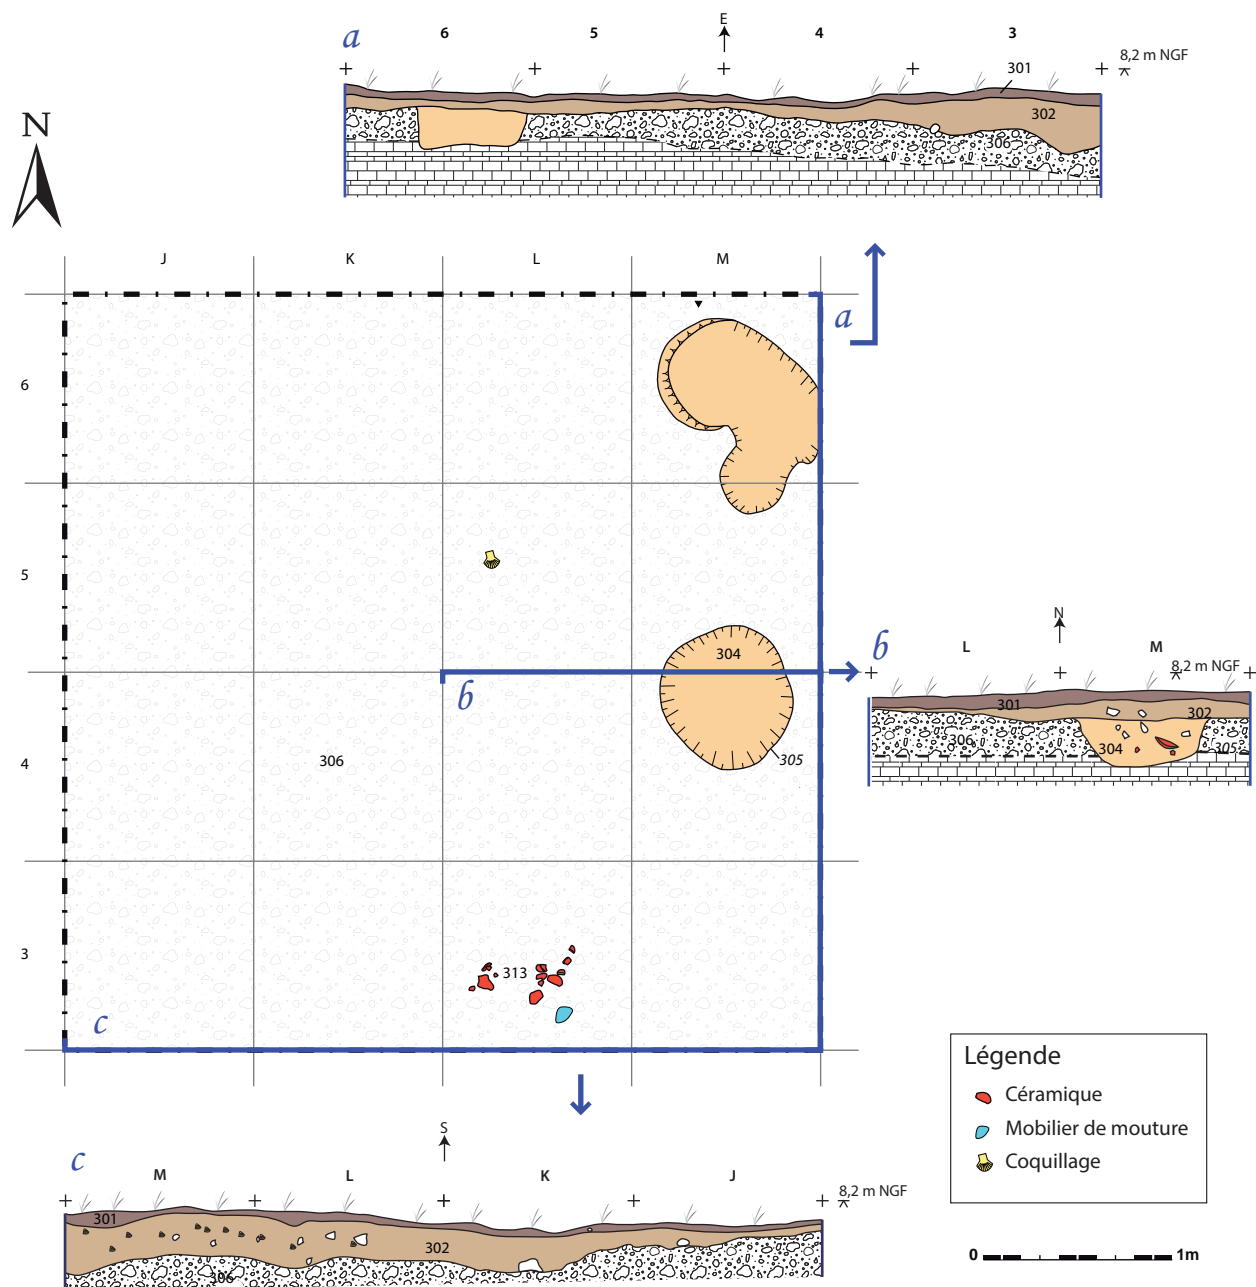 a 6 5 E 4 3
8,2 m NGF
301
302
306
N
J K L M
a
6
5
304
b
4
306
305
b L N M
8,2 m NGF
301
302
306
304
305
3
313
c
Légende
Céramique
Mobilier de mouture
Coquillage
c M L S K J
8,2 m NGF
301
302
306
0 1m